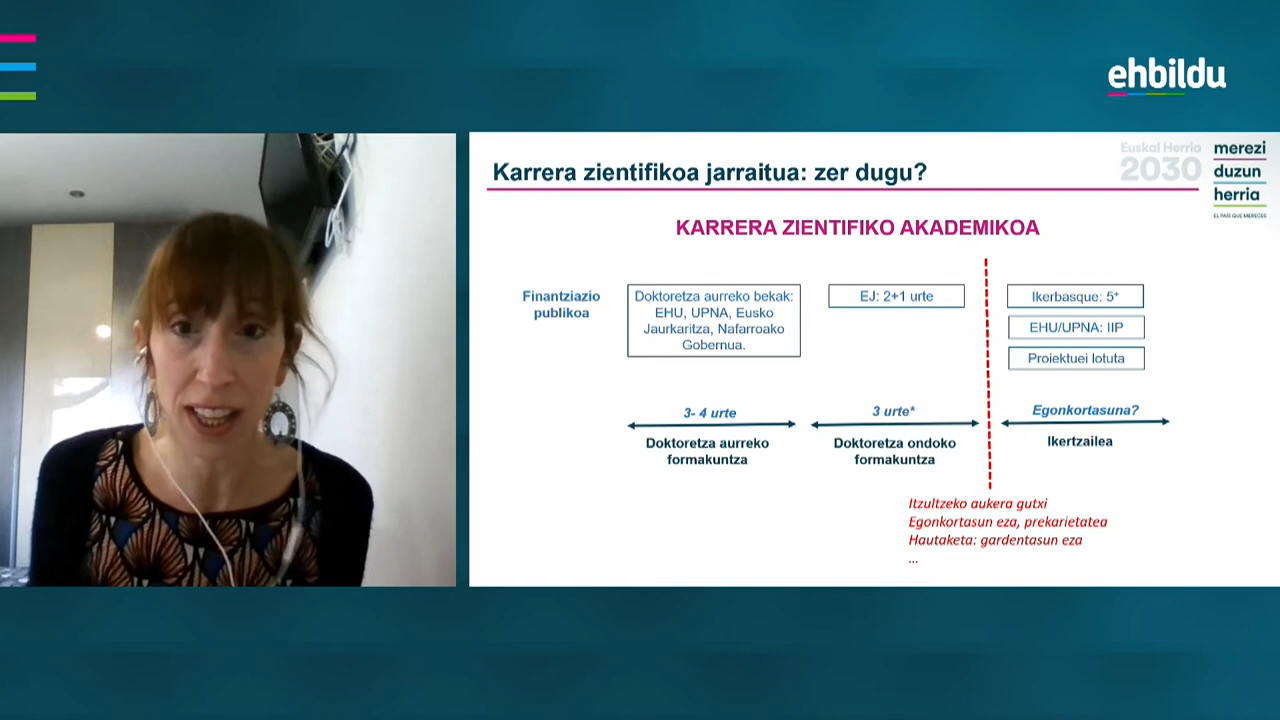 ehbildu
Karrera zientifikoa jarraitua: zer dugu?
Euskal Herria
2030
merezi
duzun
herria
EL PAÍS QUE MERECES
KARRERA ZIENTIFIKO AKADEMIKOA
Finantziazio
publikoa
Doktoretza aurreko bekak:
EHU, UPNA, Eusko
Jaurkaritza, Nafarroako
Gobernua.
EJ: 2+1 urte
Ikerbasque: 5⁺
EHU/UPNA: IIP
Proiektuei lotuta
3- 4 urte
Doktoretza aurreko
formakuntza
3 urte*
Doktoretza ondoko
formakuntza
Egonkortasuna?
Ikertzailea
Itzultzeko aukera gutxi
Egonkortasun eza, prekarietatea
Hautaketa: gardentasun eza
...